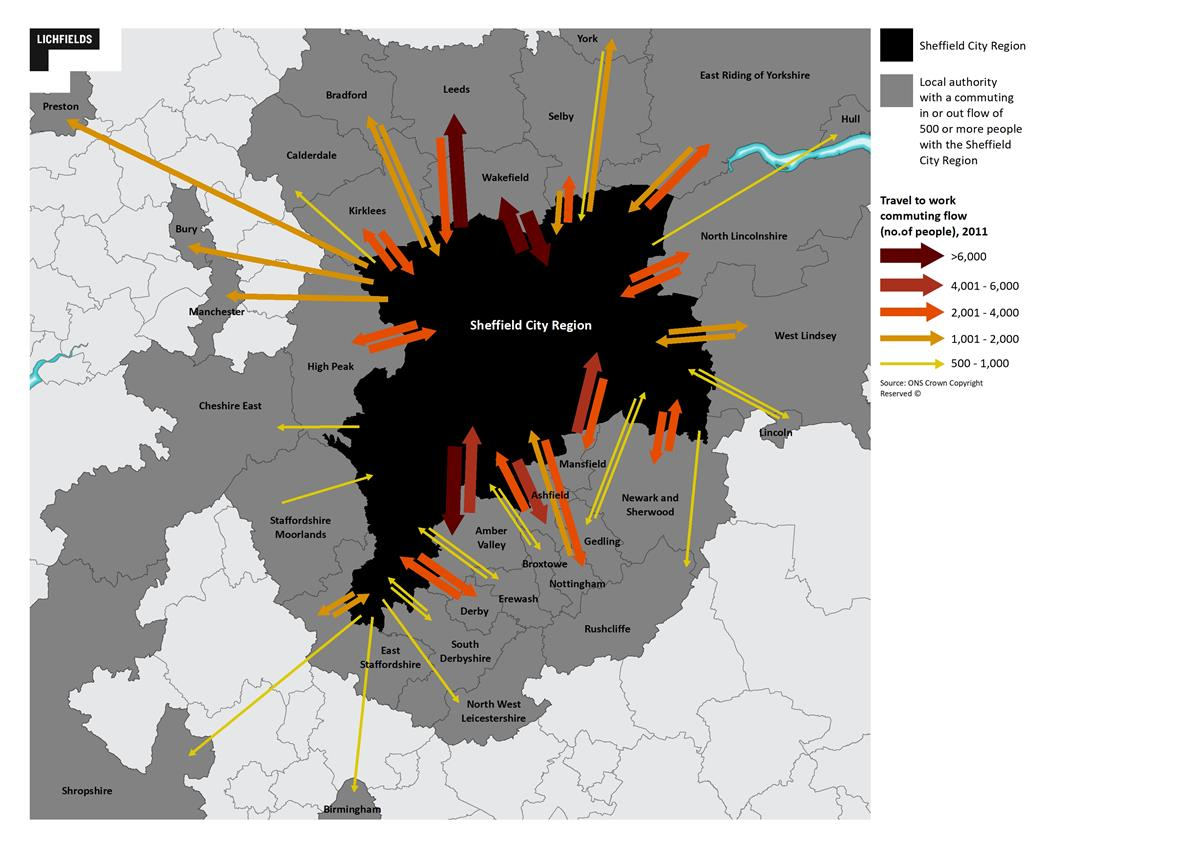 LICHFIELDS
York
East Riding of Yorkshire
Leeds
Bradford
Preston
Selby
Hull
Calderdale
Wakefield
Kirklees
Bury
North Lincolnshire
Manchester
Sheffield City Region
West Lindsey
High Peak
Cheshire East
Lincoln
Mansfield
Ashfield
Newark and
Sherwood
Staffordshire
Moorlands
Amber
Valley
Gedling
Broxtowe
Nottingham
Erewash
Derby
Rushcliffe
South
Derbyshire
East
Staffordshire
North West
Leicestershire
Shropshire
Birmingham
Sheffield City Region
Local authority
with a commuting
in or out flow of
500 or more people
with the Sheffield
City Region
Travel to work
commuting flow
(no.of people), 2011
>6,000
4,001 - 6,000
2,001 - 4,000
1,001 - 2,000
500 - 1,000
Source: ONS Crown Copyright
Reserved ©